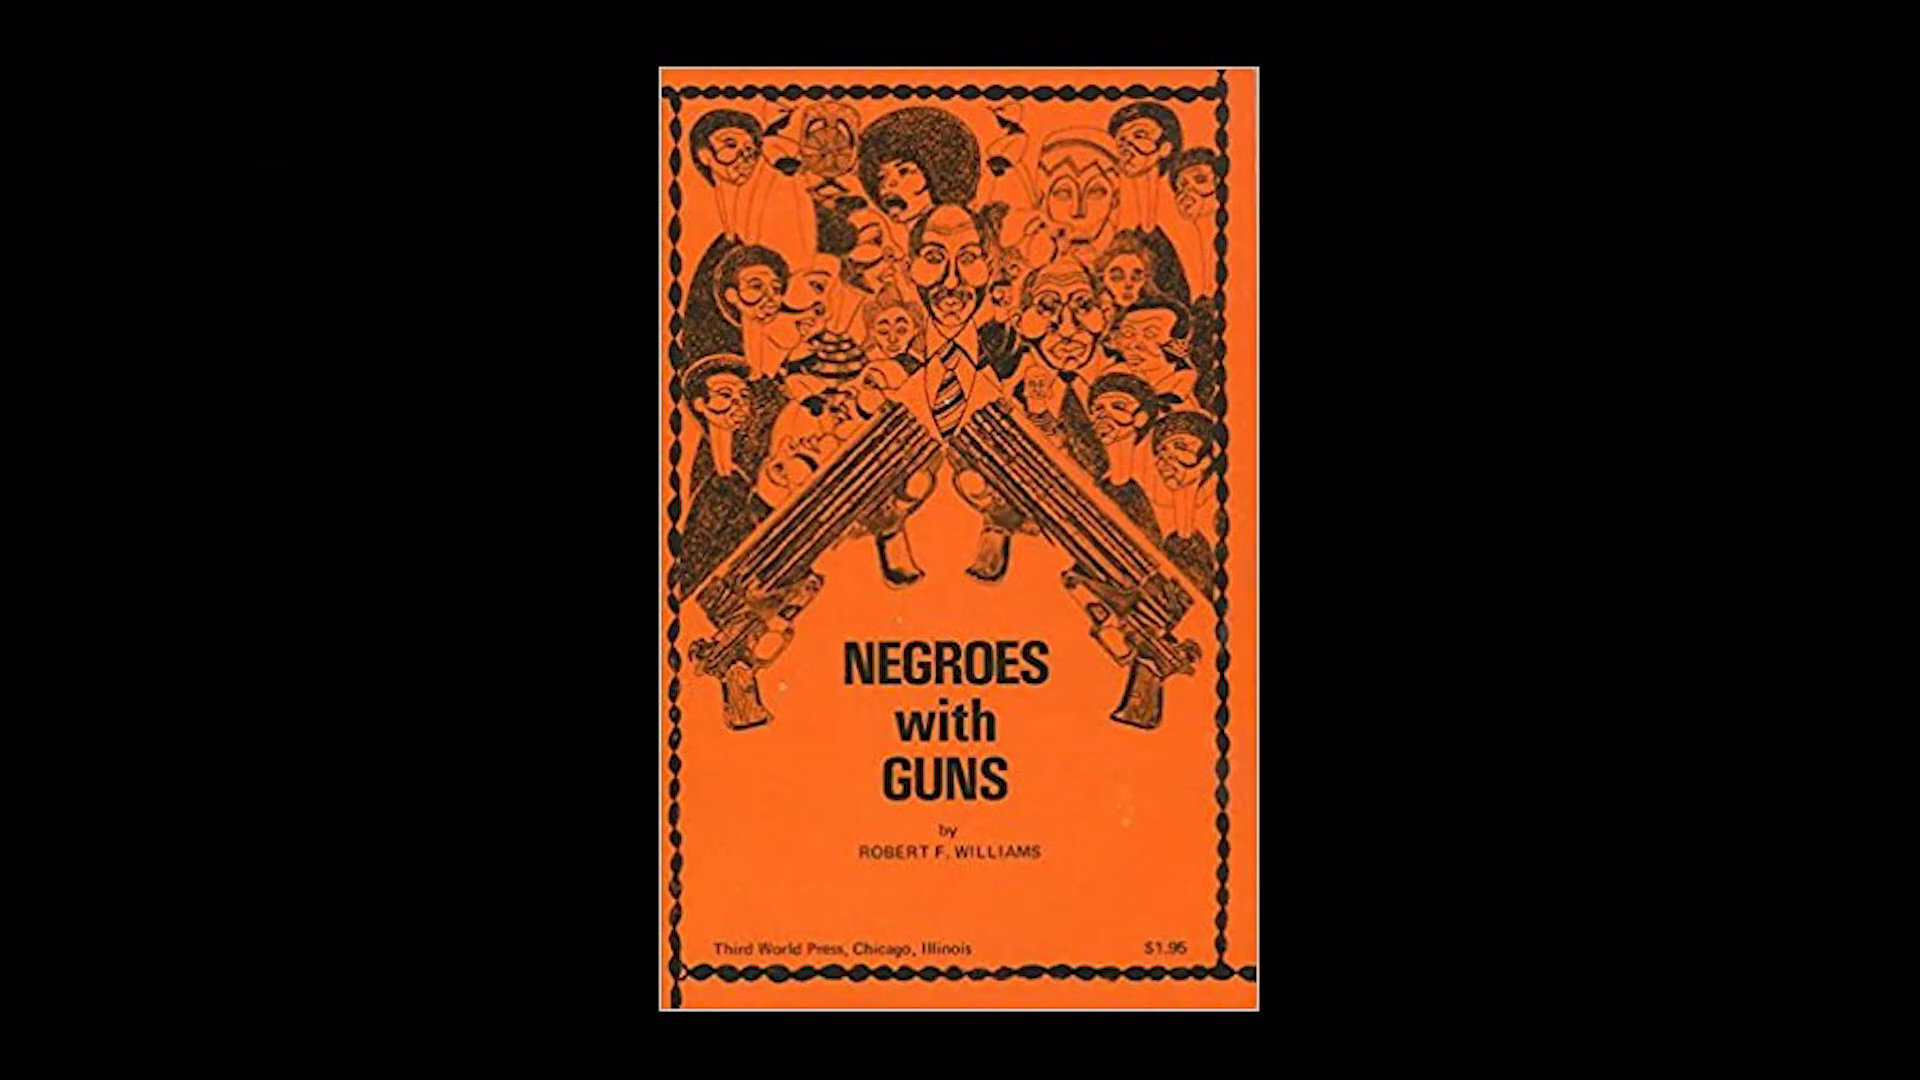 NEGROES
with
GUNS
by
ROBERT F. WILLIAMS
Third World Press, Chicago, Illinois
$1.95